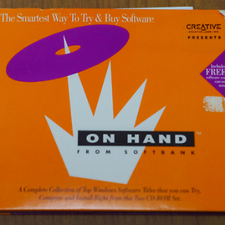 The Smartest Way To Try & Buy Software
CREATIVE
PRESENTS
Includes
FREE
ON HAND™
FROM SOFTBANK
A Complete Collection of Top Windows Software Titles that you can Try,
Compare and Install Right from this Two CD-ROM Set